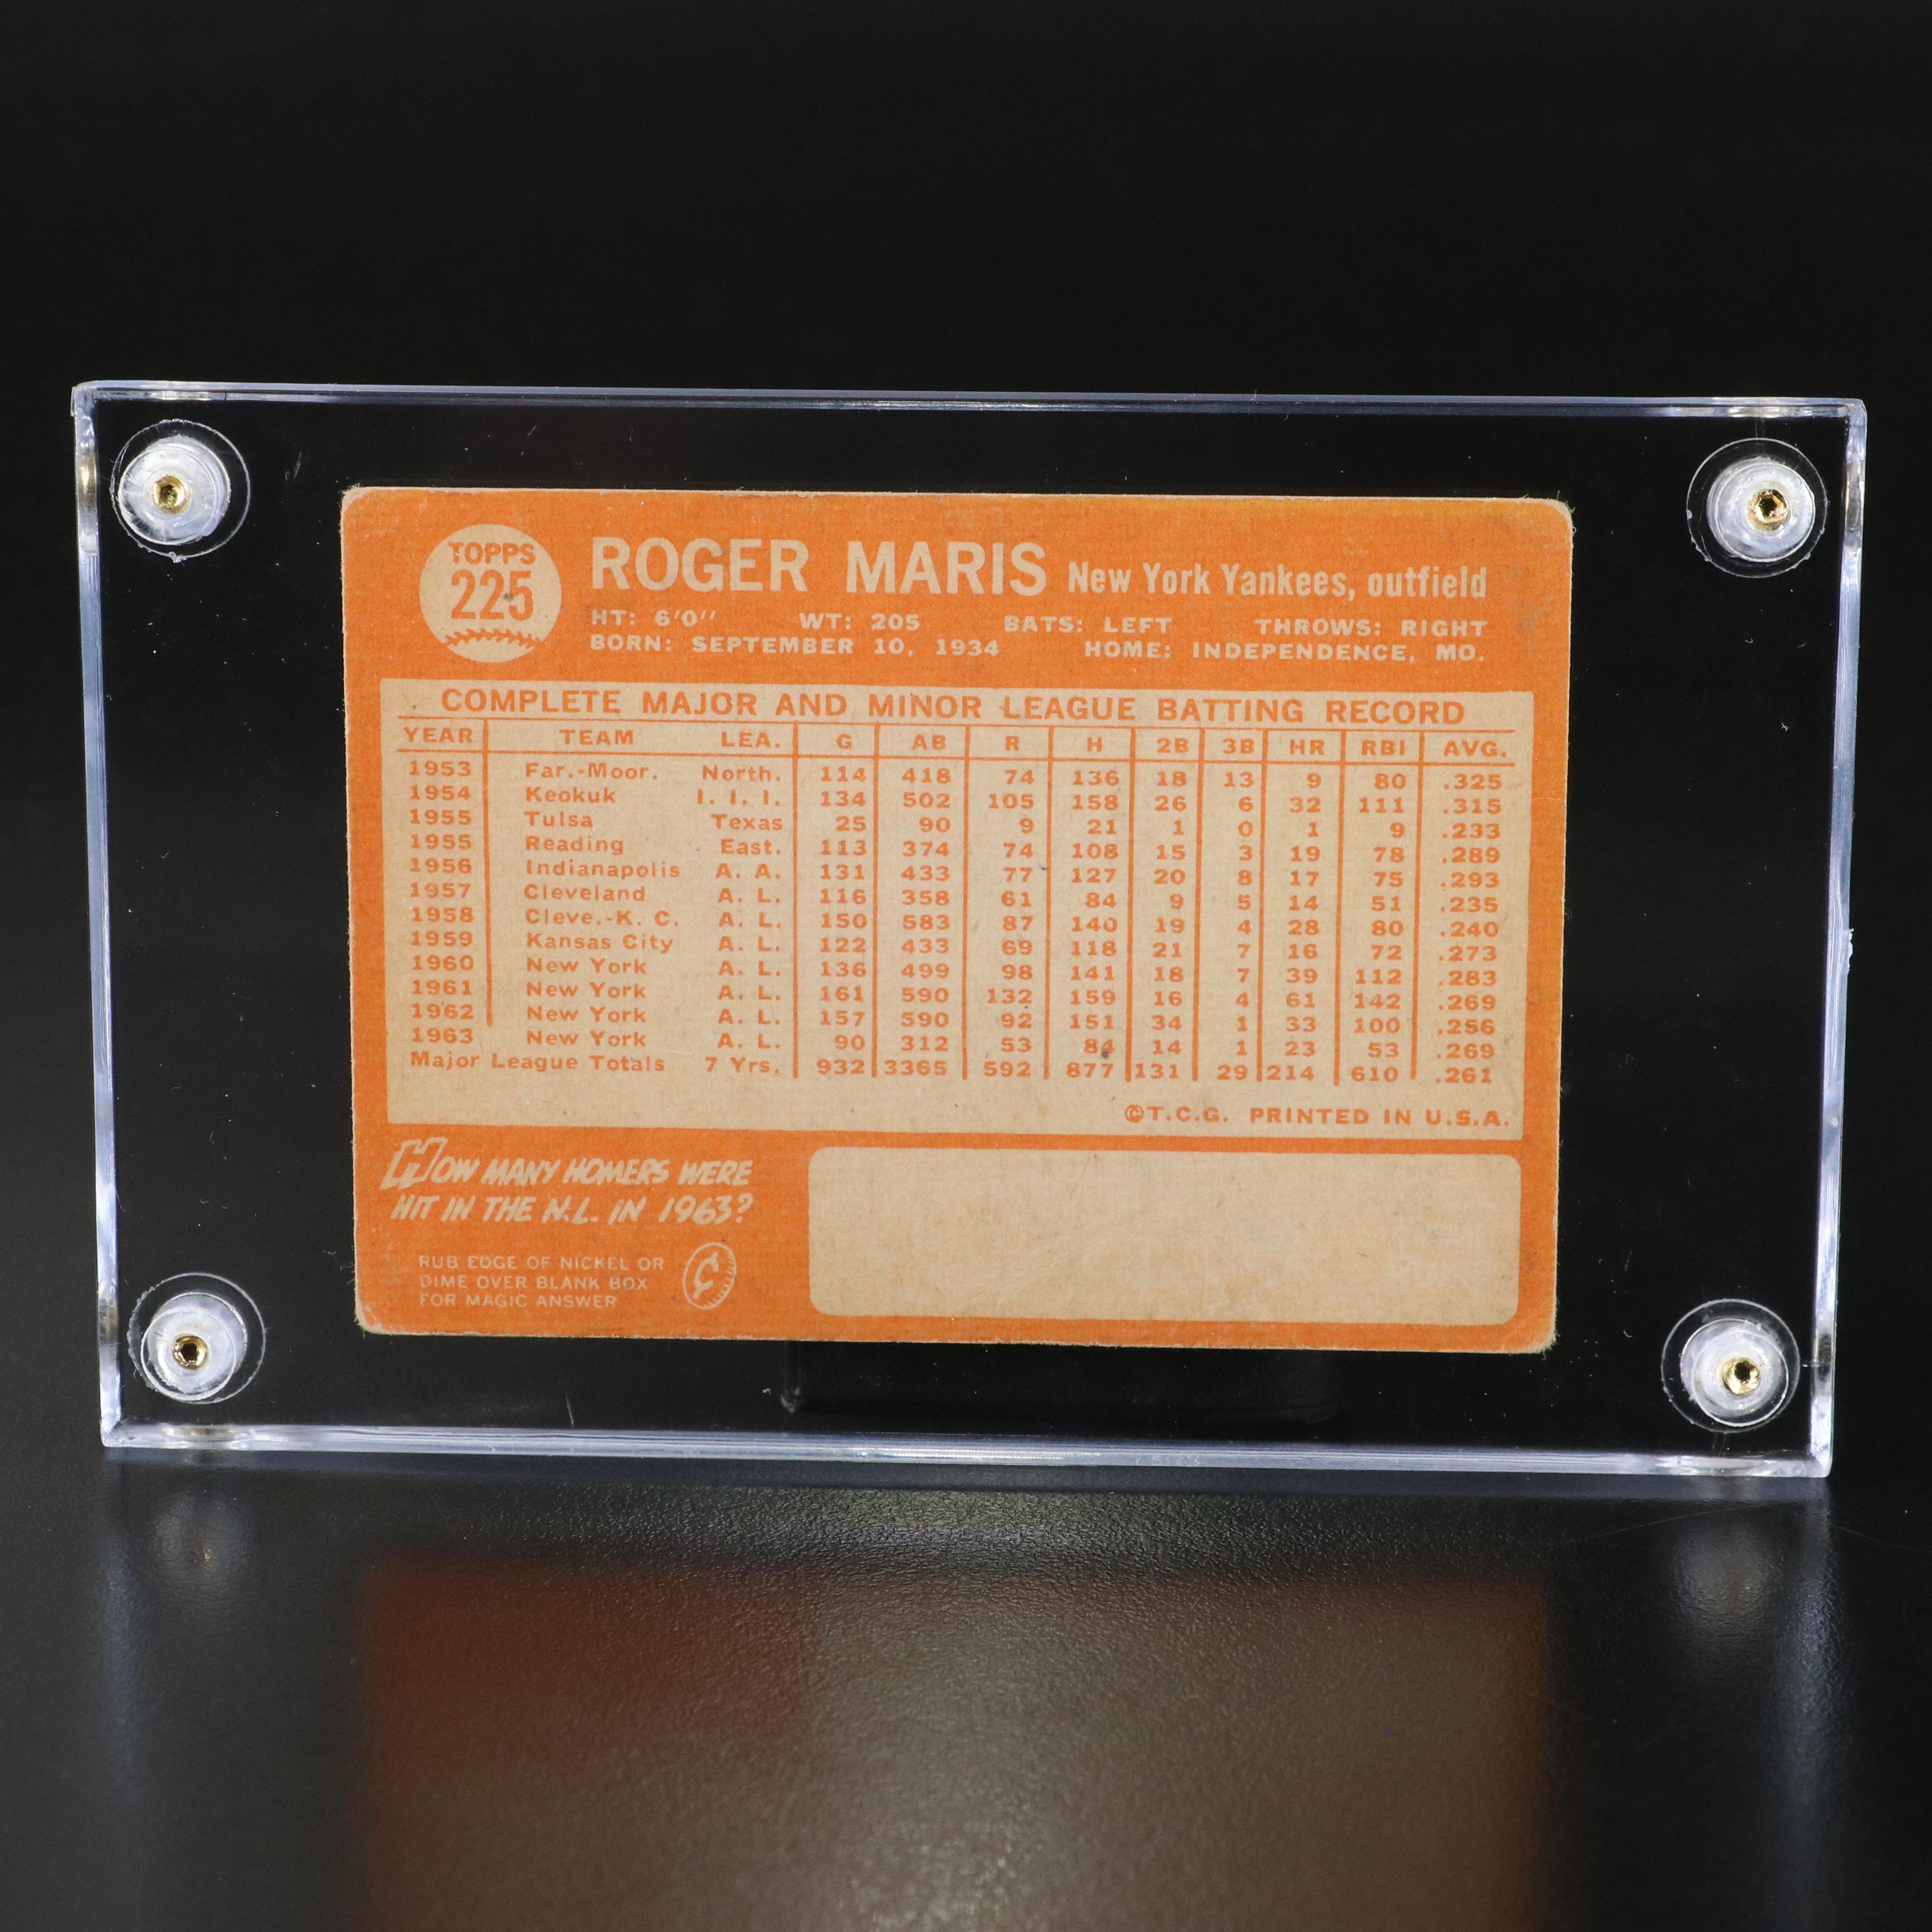 TOPPS
225
ROGER MARIS New York Yankees, outfield
HT: 6'0" WT: 205 BATS: LEFT THROWS: RIGHT
BORN: SEPTEMBER 10, 1934 HOME: INDEPENDENCE, MO.
COMPLETE MAJOR AND MINOR LEAGUE BATTING RECORD
YEAR TEAM LEA. G AB R H 2B 3B HR RBI AVG.
1953 Far.-Moor. North. 114 418 74 136 18 13 9 80 .325
1954 Keokuk I. I. I. 134 502 105 158 26 6 32 111 .315
1955 Tulsa Texas 25 90 9 21 1 0 1 9 .233
1955 Reading East. 113 374 74 108 15 3 19 78 .289
1956 Indianapolis A. A. 131 433 77 127 20 8 17 75 .293
1957 Cleveland A. L. 116 358 61 84 9 5 14 51 .235
1958 Cleve.-K. C. A. L. 150 583 87 140 19 4 28 80 .240
1959 Kansas City A. L. 122 433 69 118 21 7 16 72 .273
1960 New York A. L. 136 499 98 141 18 7 39 112 .283
1961 New York A. L. 161 590 132 159 16 4 61 142 .269
1962 New York A. L. 157 590 92 151 34 1 33 100 .256
1963 New York A. L. 90 312 53 84 14 1 23 53 .269
Major League Totals 7 Yrs. 932 3365 592 877 131 29 214 610 .261
©T.C.G. PRINTED IN U.S.A.
HOW MANY HOMERS WERE
HIT IN THE N.L. IN 1963?
RUB EDGE OF NICKEL OR
DIME OVER BLANK BOX
FOR MAGIC ANSWER